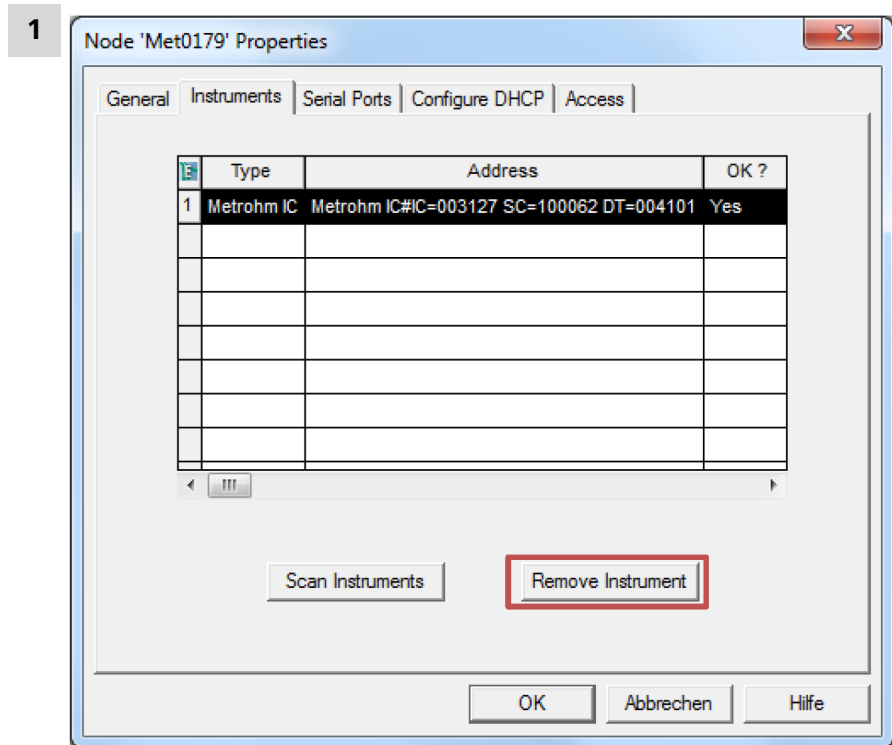 1
Node 'Met0179' Properties
General Instruments Serial Ports Configure DHCP Access
Type Address OK ?
1 Metrohm IC Metrohm IC#IC=003127 SC=100062 DT=004101 Yes
Scan Instruments Remove Instrument
OK Abbrechen Hilfe